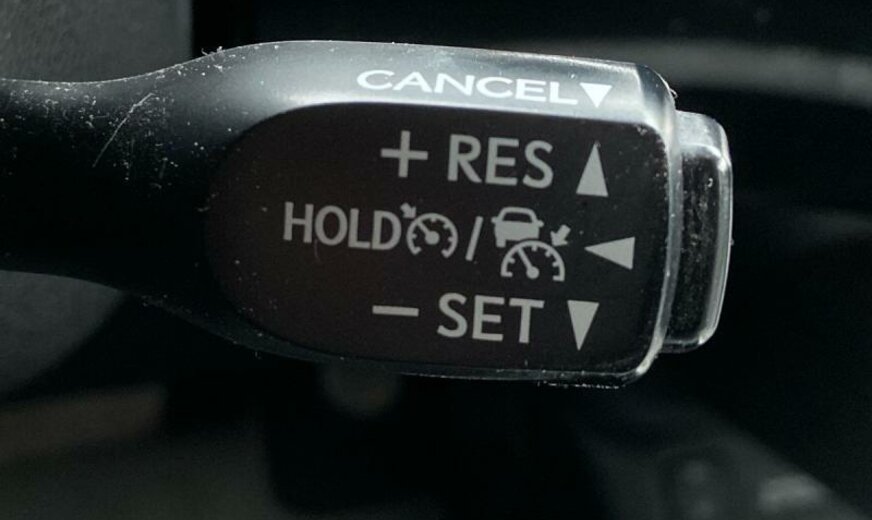 CANCEL▼
+ RES ▲
HOLD / ◀
− SET ▼